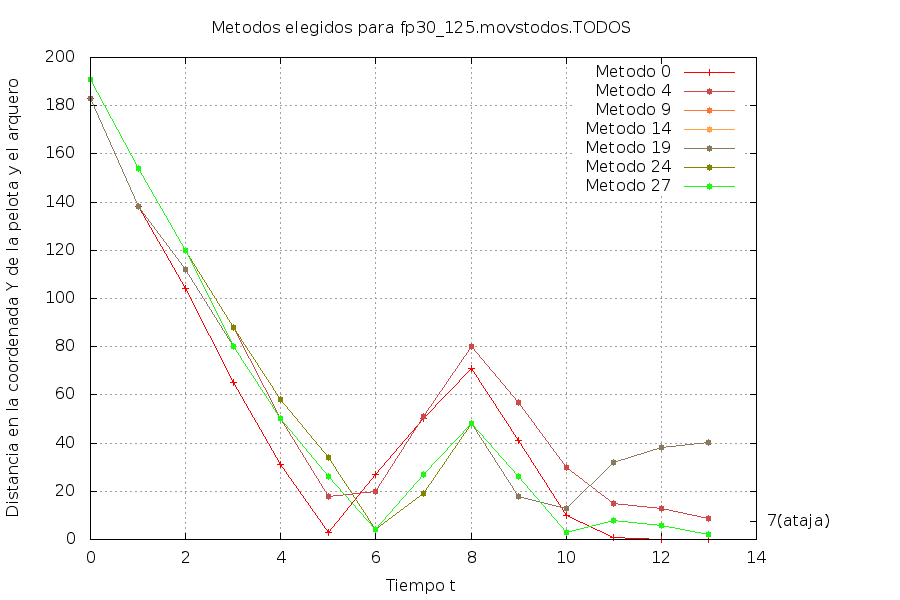 Metodos elegidos para fp30_125.movstodos.TODOS
Distancia en la coordenada Y de la pelota y el arquero
200
180
160
140
120
100
80
60
40
20
0
Metodo 0
Metodo 4
Metodo 9
Metodo 14
Metodo 19
Metodo 24
Metodo 27
7(ataja)
0 2 4 6 8 10 12 14
Tiempo t